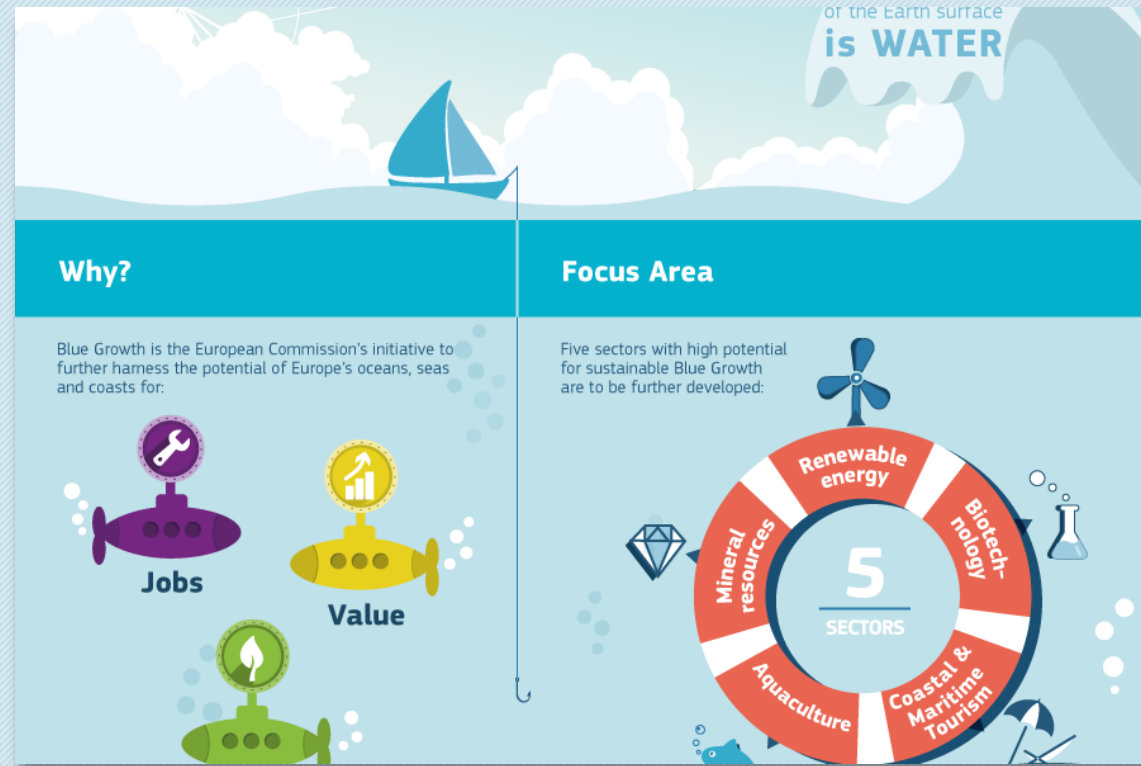 of the Earth surface
is WATER
Why?
Focus Area
Blue Growth is the European Commission's initiative to
further harness the potential of Europe's oceans, seas
and coasts for:
Jobs
Value
Five sectors with high potential
for sustainable Blue Growth
are to be further developed:
Renewable
energy
Biotech-
nology
Coastal &
Maritime
Tourism
Aquaculture
Mineral
resources
5
SECTORS